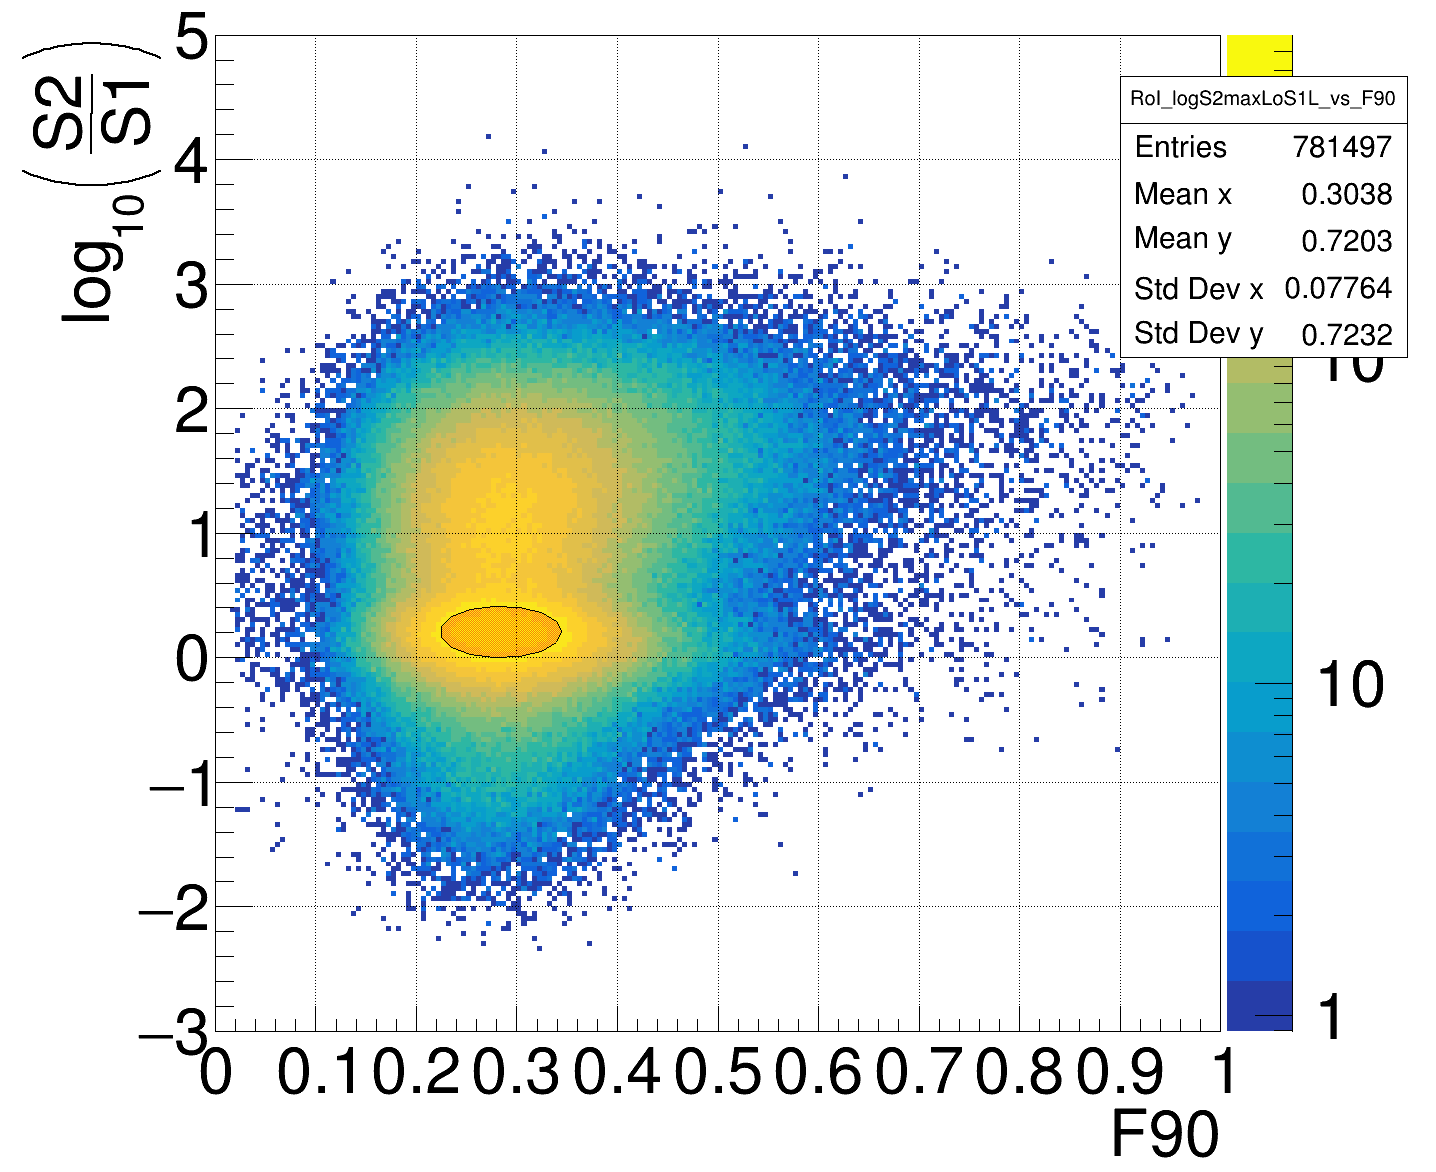 log10 (S2/S1)
5
4
3
2
1
0
−1
−2
−3
0 0.1 0.2 0.3 0.4 0.5 0.6 0.7 0.8 0.9 1
F90
RoI_logS2maxLoS1L_vs_F90
Entries 781497
Mean x 0.3038
Mean y 0.7203
Std Dev x 0.07764
Std Dev y 0.7232
10
10
1